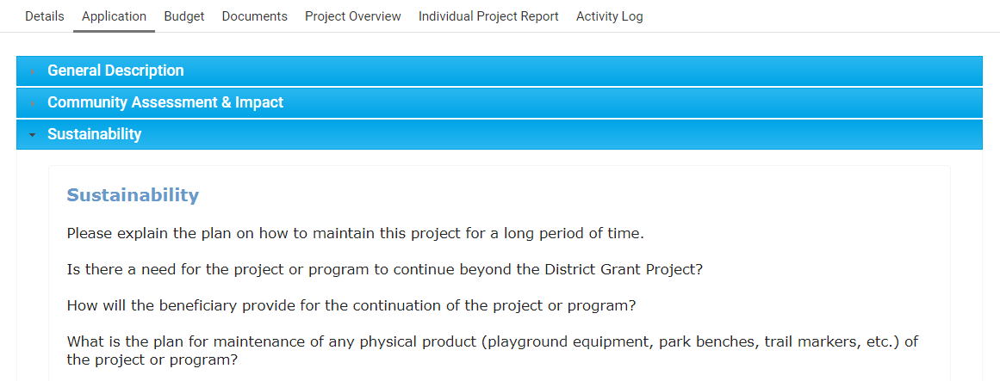 Details Application Budget Documents Project Overview Individual Project Report Activity Log
General Description
Community Assessment & Impact
Sustainability
Sustainability
Please explain the plan on how to maintain this project for a long period of time.
Is there a need for the project or program to continue beyond the District Grant Project?
How will the beneficiary provide for the continuation of the project or program?
What is the plan for maintenance of any physical product (playground equipment, park benches, trail markers, etc.) of
the project or program?